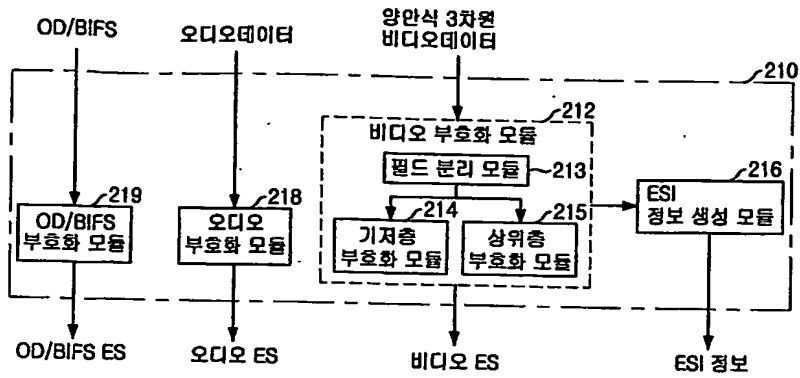 OD/BIFS
오디오데이터
양안식 3차원
비디오데이터
210
212
비디오 부호화 모듈
필드 분리 모듈
213
216
ESI
정보 생성 모듈
219
OD/BIFS
부호화 모듈
218
오디오
부호화 모듈
214
기저층
부호화 모듈
215
상위층
부호화 모듈
OD/BIFS ES
오디오 ES
비디오 ES
ESI 정보